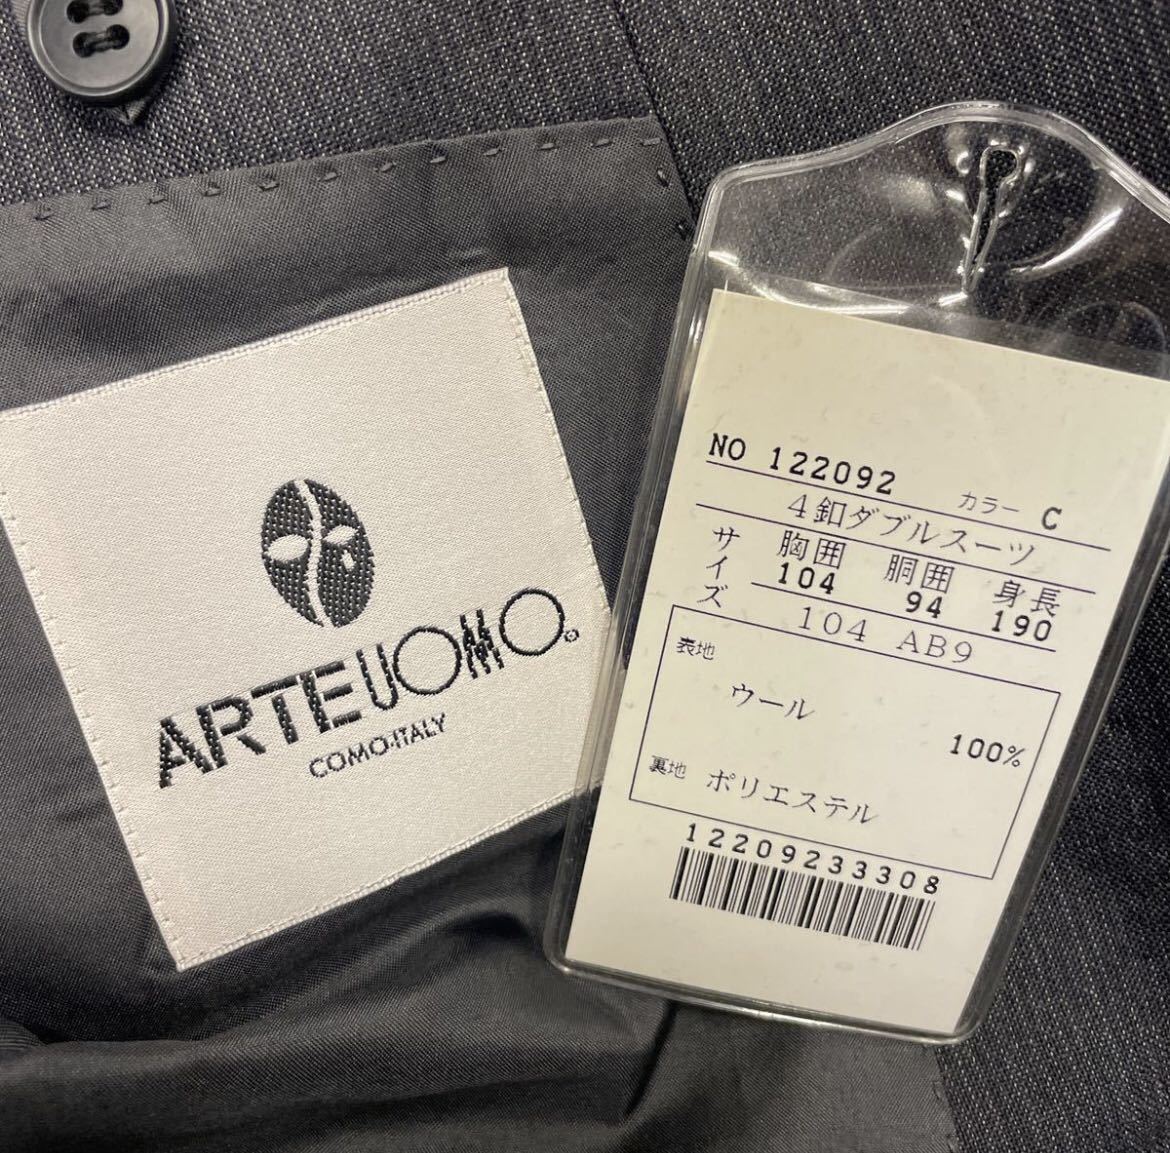 ARTEUOMO®
COMO·ITALY
NO 122092 カラー C
4釦ダブルスーツ
サイズ 胸囲 胴囲 身長
104 94 190
104 AB9
表地
ウール
100%
裏地 ポリエステル
12209233308